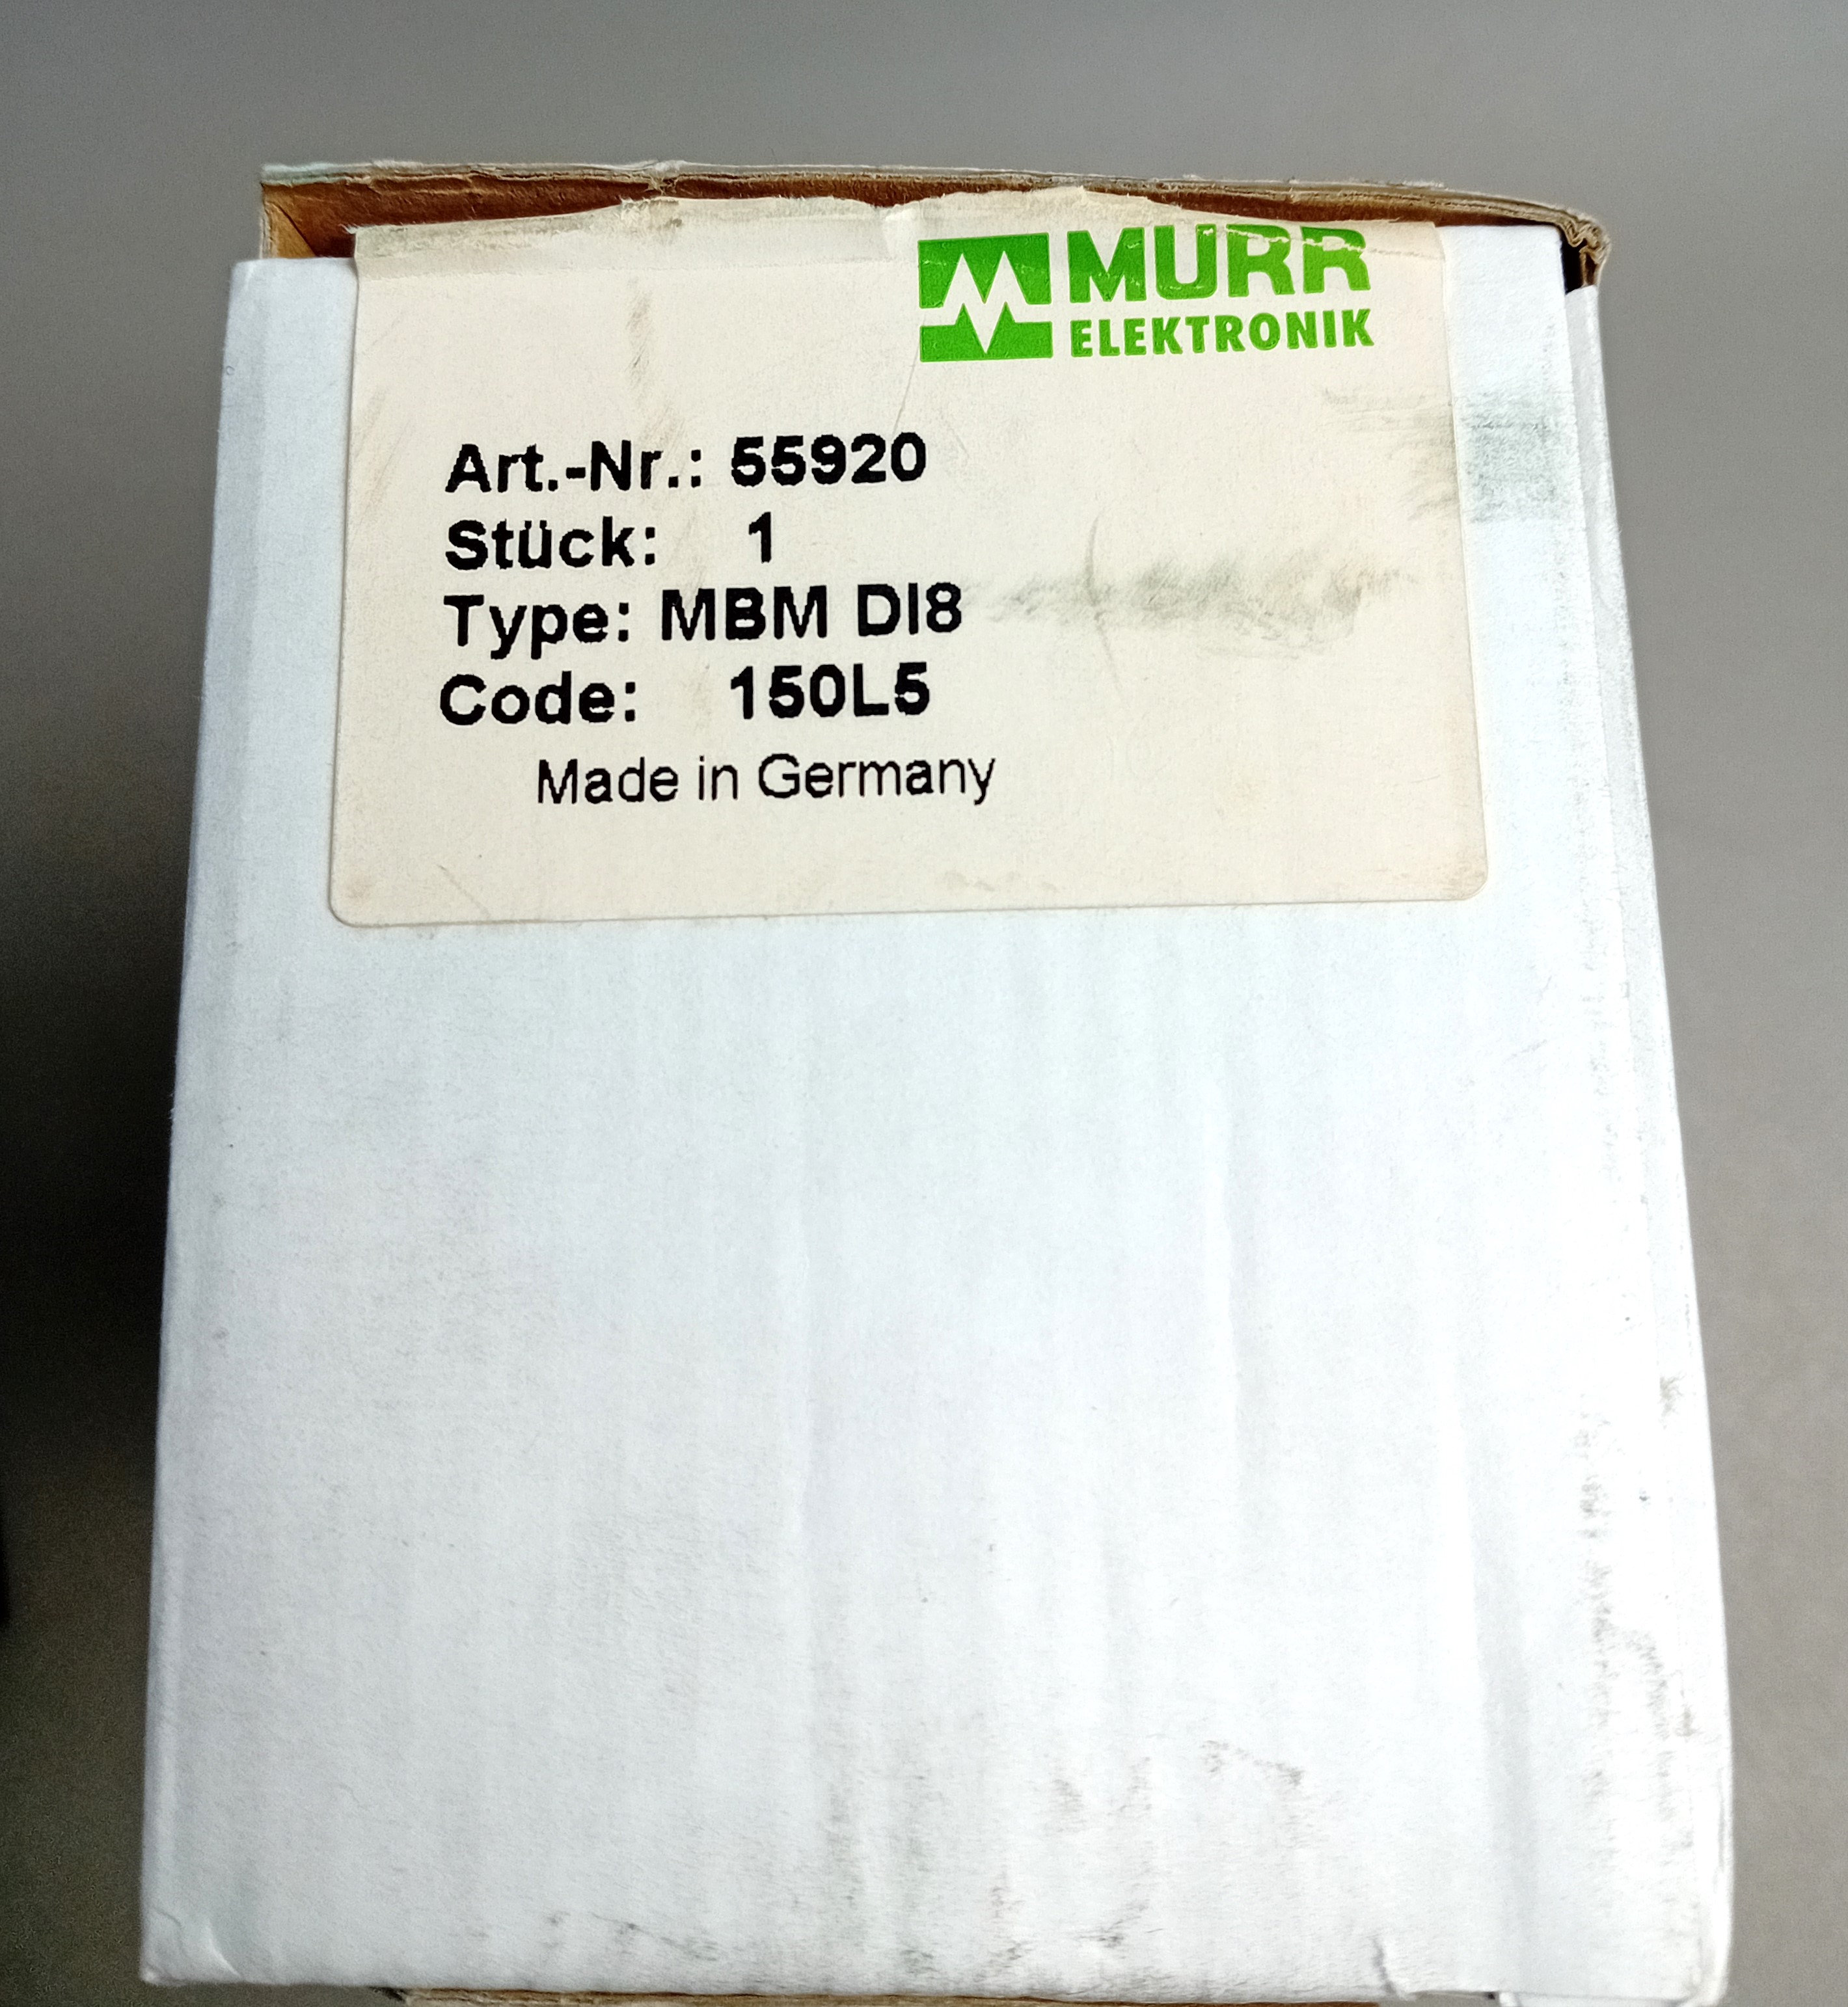 MURR
ELEKTRONIK
Art.-Nr.: 55920
Stück: 1
Type: MBM DI8
Code: 150L5
Made in Germany